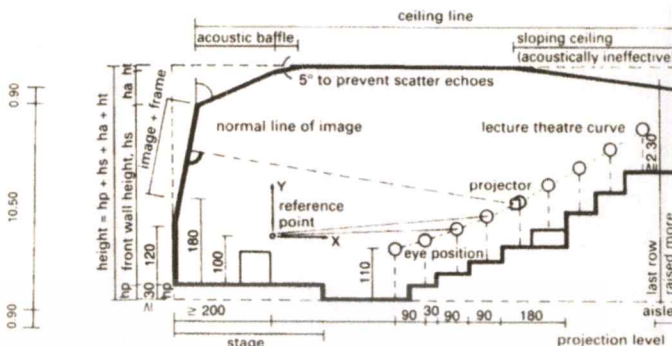 ceiling line
acoustic baffle
sloping ceiling
(acoustically ineffective)
5° to prevent scatter echoes
0.90
ha ht
height = hp + hs + ha + ht
image + frame
normal line of image
lecture theatre curve
≥2.30
projector
Y
reference
point
X
10.50
front wall height, hs
120
180
100
eye position
110
hp
≥ 30
hp
last row
raised more
0.90
≥ 200
90 30 90 90 180
aisle
stage
projection level